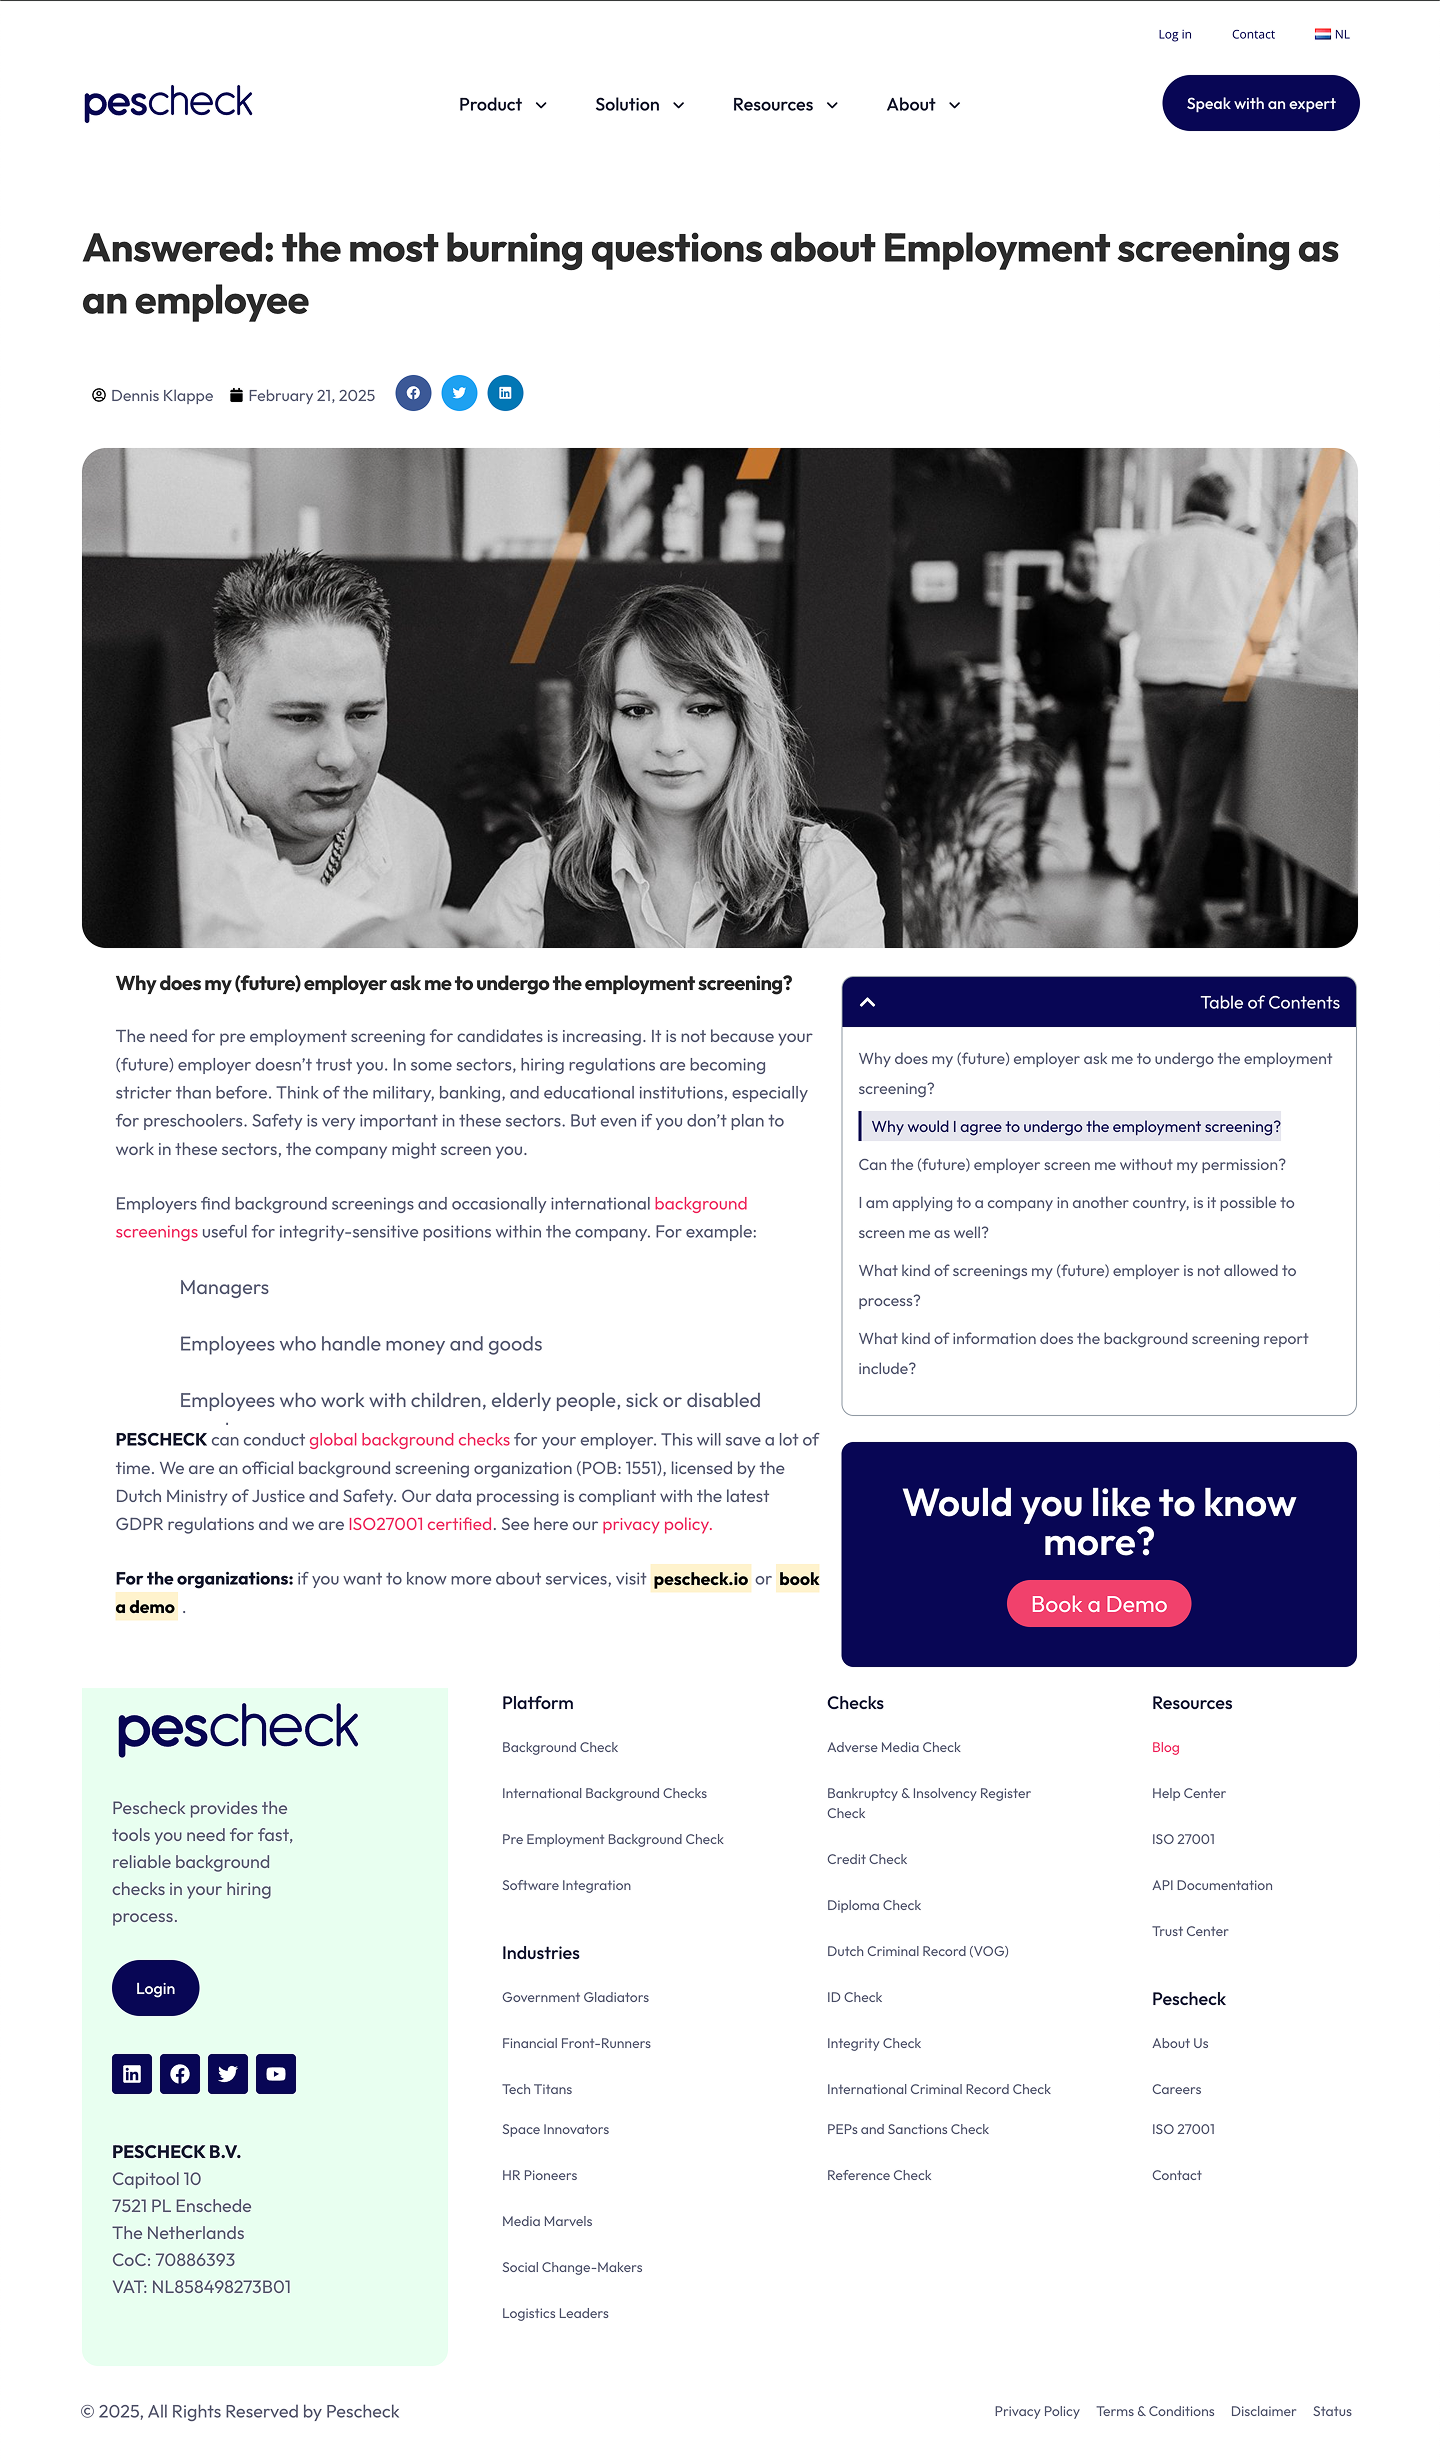 Log in Contact NL
pescheck Product Solution Resources About Speak with an expert
Answered: the most burning questions about Employment screening as
an employee
Dennis Klappe February 21, 2025
Why does my (future) employer ask me to undergo the employment screening?
The need for pre employment screening for candidates is increasing. It is not because your
(future) employer doesn’t trust you. In some sectors, hiring regulations are becoming
stricter than before. Think of the military, banking, and educational institutions, especially
for preschoolers. Safety is very important in these sectors. But even if you don’t plan to
work in these sectors, the company might screen you.
Employers find background screenings and occasionally international background
screenings useful for integrity-sensitive positions within the company. For example:
Managers
Employees who handle money and goods
Employees who work with children, elderly people, sick or disabled
PESCHECK can conduct global background checks for your employer. This will save a lot of
time. We are an official background screening organization (POB: 1551), licensed by the
Dutch Ministry of Justice and Safety. Our data processing is compliant with the latest
GDPR regulations and we are ISO27001 certified. See here our privacy policy.
For the organizations: if you want to know more about services, visit pescheck.io or book
a demo .
Table of Contents
Why does my (future) employer ask me to undergo the employment
screening?
Why would I agree to undergo the employment screening?
Can the (future) employer screen me without my permission?
I am applying to a company in another country, is it possible to
screen me as well?
What kind of screenings my (future) employer is not allowed to
process?
What kind of information does the background screening report
include?
Would you like to know
more?
Book a Demo
pescheck
Pescheck provides the
tools you need for fast,
reliable background
checks in your hiring
process.
Login
PESCHECK B.V.
Capitool 10
7521 PL Enschede
The Netherlands
CoC: 70886393
VAT: NL858498273B01
Platform
Background Check
International Background Checks
Pre Employment Background Check
Software Integration
Industries
Government Gladiators
Financial Front-Runners
Tech Titans
Space Innovators
HR Pioneers
Media Marvels
Social Change-Makers
Logistics Leaders
Checks
Adverse Media Check
Bankruptcy & Insolvency Register
Check
Credit Check
Diploma Check
Dutch Criminal Record (VOG)
ID Check
Integrity Check
International Criminal Record Check
PEPs and Sanctions Check
Reference Check
Resources
Blog
Help Center
ISO 27001
API Documentation
Trust Center
Pescheck
About Us
Careers
ISO 27001
Contact
© 2025, All Rights Reserved by Pescheck
Privacy Policy Terms & Conditions Disclaimer Status